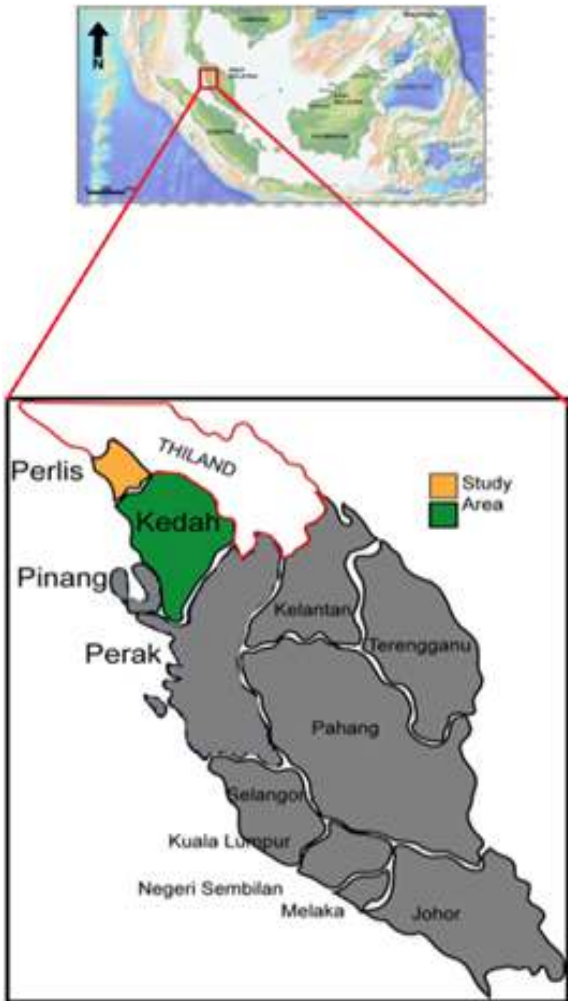 N
THILAND
Perlis
Study
Area
Kedah
Pinang
Kelantan
Terengganu
Perak
Pahang
Selangor
Kuala Lumpur
Negeri Sembilan
Melaka
Johor